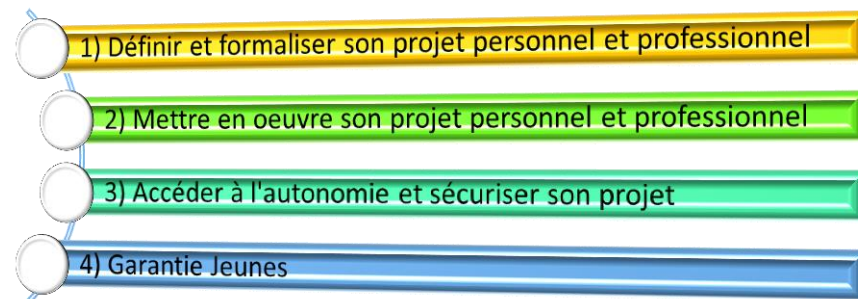 1) Définir et formaliser son projet personnel et professionnel
2) Mettre en oeuvre son projet personnel et professionnel
3) Accéder à l'autonomie et sécuriser son projet
4) Garantie Jeunes